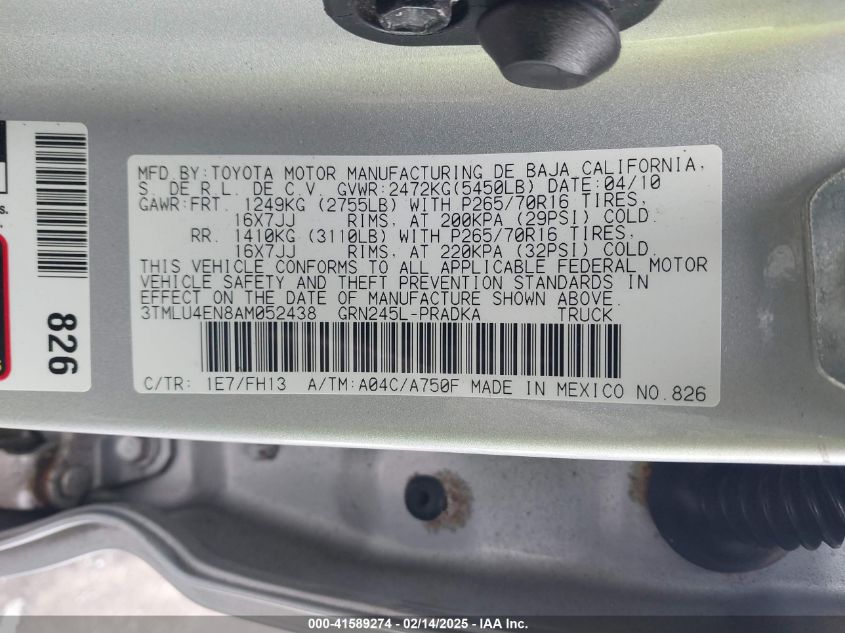 MFD.BY:TOYOTA MOTOR MANUFACTURING DE BAJA CALIFORNIA,
S. DE R.L. DE C.V. GVWR:2472KG(5450LB) DATE:04/10
GAWR:FRT. 1249KG (2755LB) WITH P265/70R16 TIRES,
16X7JJ RIMS, AT 200KPA (29PSI) COLD.
RR. 1410KG (3110LB) WITH P265/70R16 TIRES,
16X7JJ RIMS, AT 220KPA (32PSI) COLD.
THIS VEHICLE CONFORMS TO ALL APPLICABLE FEDERAL MOTOR
VEHICLE SAFETY AND THEFT PREVENTION STANDARDS IN
EFFECT ON THE DATE OF MANUFACTURE SHOWN ABOVE.
3TMLU4EN8AM052438 GRN245L-PRADKA TRUCK
C/TR: 1E7/FH13 A/TM:A04C/A750F MADE IN MEXICO NO.826
s.
826
000-41589274 - 02/14/2025 - IAAI.com